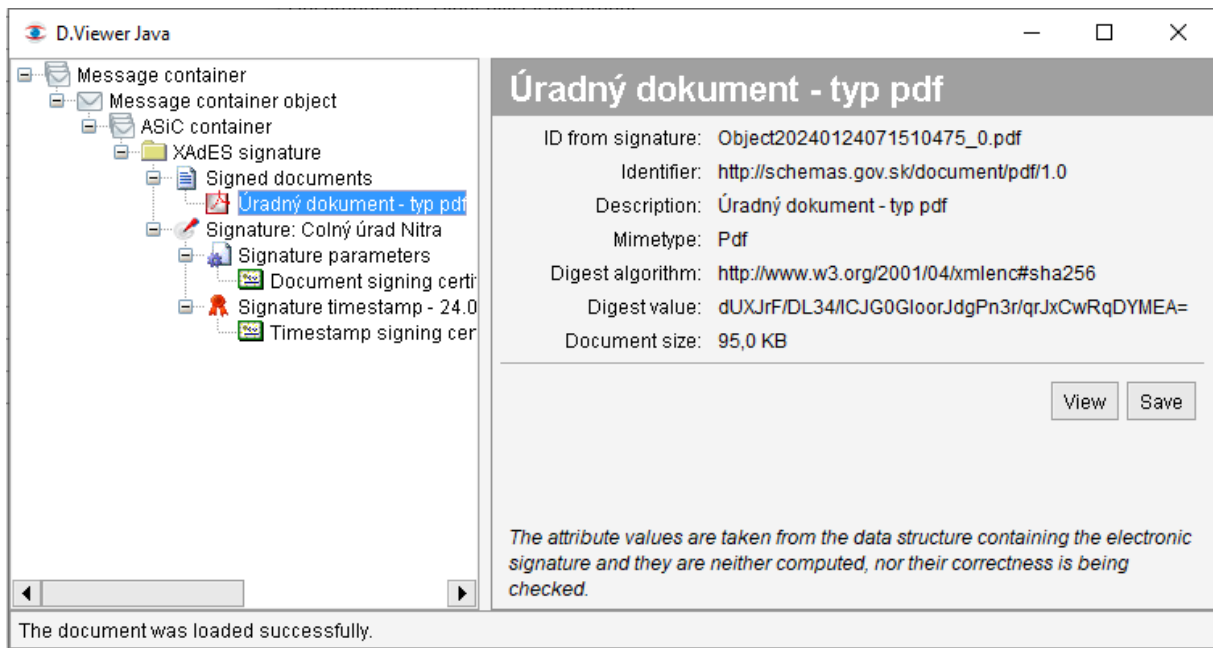 D.Viewer Java
Message container
Message container object
ASiC container
XAdES signature
Signed documents
Úradný dokument - typ pdf
Signature: Colný úrad Nitra
Signature parameters
Document signing certi
Signature timestamp - 24.0
Timestamp signing cer
Úradný dokument - typ pdf
ID from signature: Object20240124071510475_0.pdf
Identifier: http://schemas.gov.sk/document/pdf/1.0
Description: Úradný dokument - typ pdf
Mimetype: Pdf
Digest algorithm: http://www.w3.org/2001/04/xmlenc#sha256
Digest value: dUXJrF/DL34/ICJG0GloorJdgPn3r/qrJxCwRqDYMEA=
Document size: 95,0 KB
View Save
The attribute values are taken from the data structure containing the electronic
signature and they are neither computed, nor their correctness is being
checked.
The document was loaded successfully.